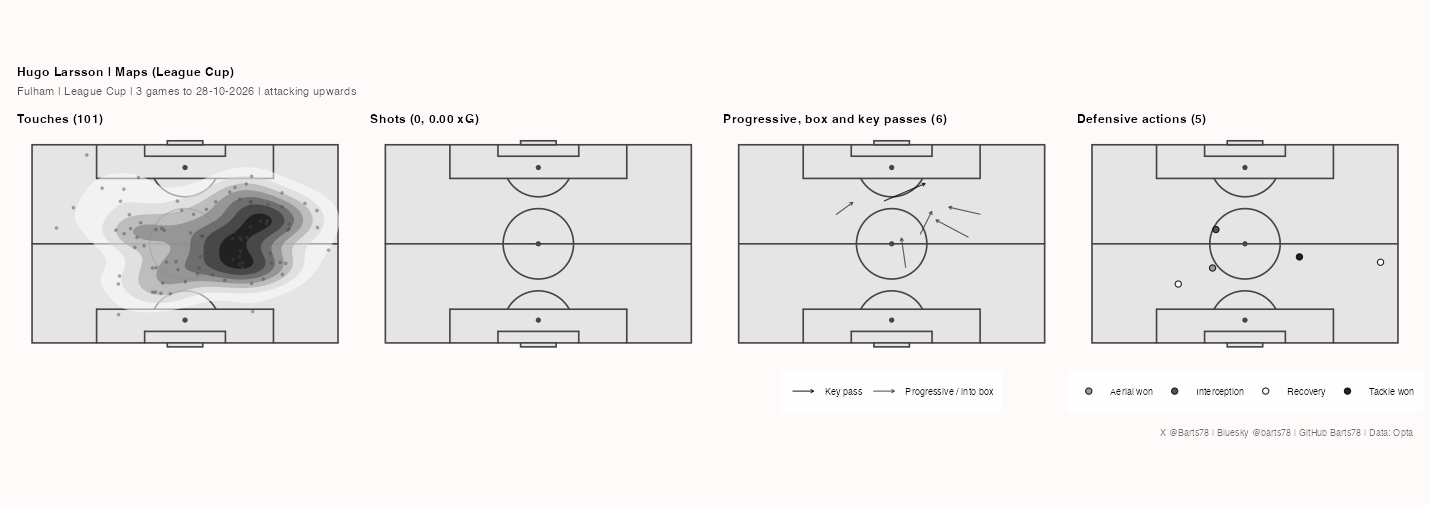 Hugo Larsson | Maps (League Cup)
Fulham | League Cup | 3 games to 28-10-2026 | attacking upwards
Touches (101)
Shots (0, 0.00 xG)
Progressive, box and key passes (6)
Defensive actions (5)
Key pass
Progressive / into box
Aerial won
Interception
Recovery
Tackle won
X @Barts78 | Bluesky @barts78 | GitHub Barts78 | Data: Opta